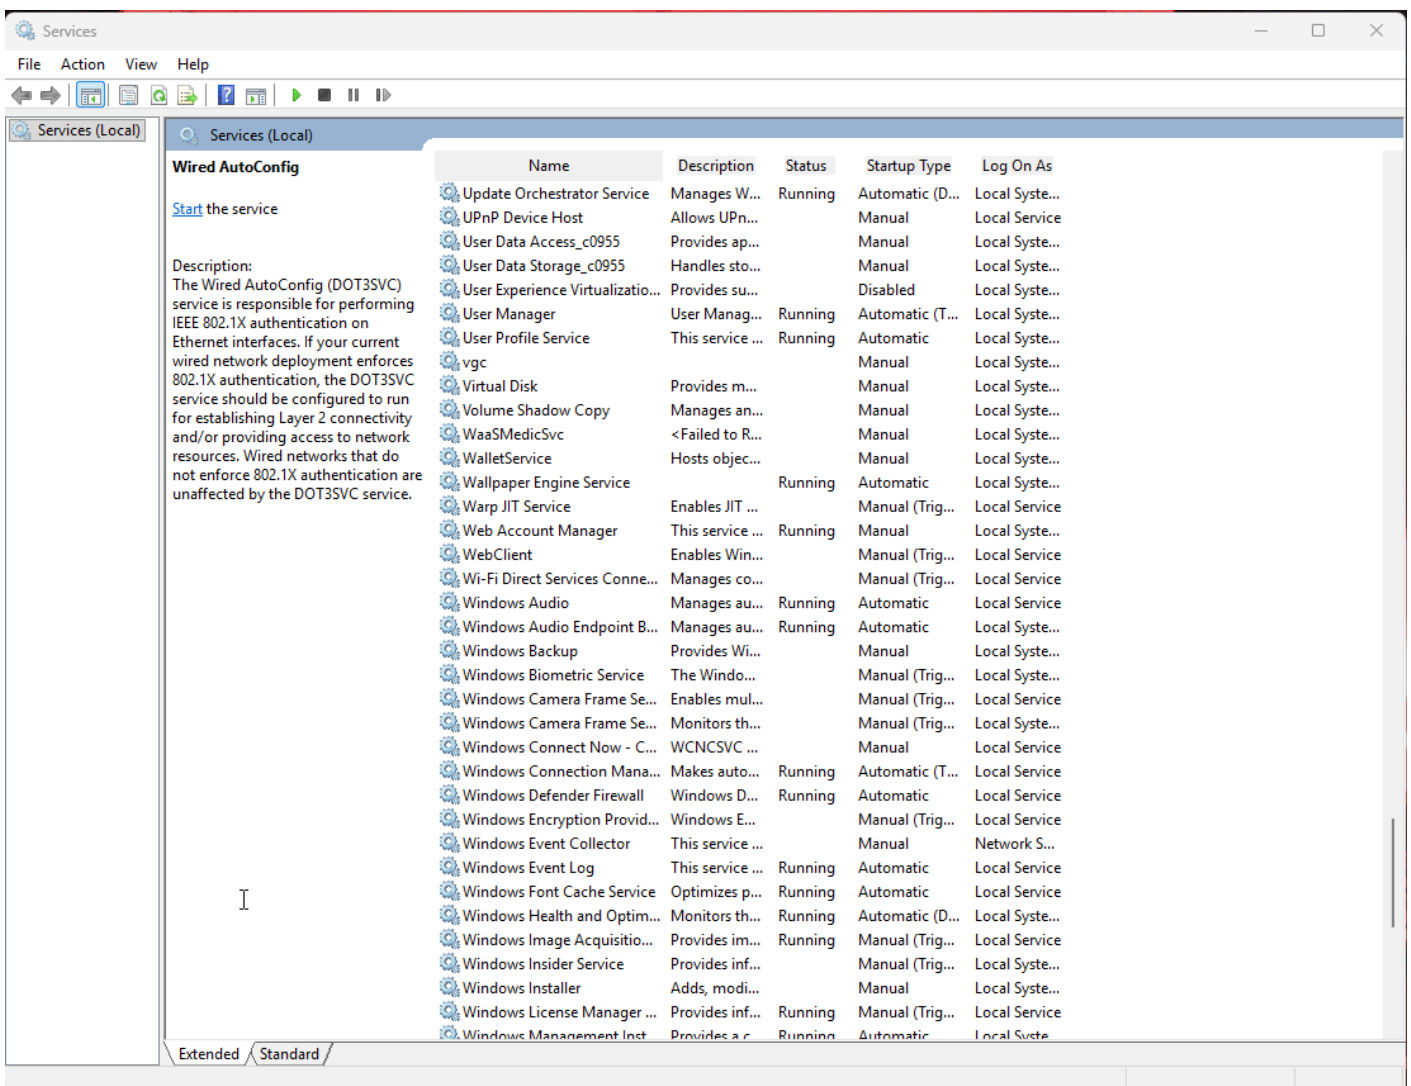 Services
File Action View Help
Services (Local)
Services (Local)
Wired AutoConfig
Start the service
Description:
The Wired AutoConfig (DOT3SVC)
service is responsible for performing
IEEE 802.1X authentication on
Ethernet interfaces. If your current
wired network deployment enforces
802.1X authentication, the DOT3SVC
service should be configured to run
for establishing Layer 2 connectivity
and/or providing access to network
resources. Wired networks that do
not enforce 802.1X authentication are
unaffected by the DOT3SVC service.
Name Description Status Startup Type Log On As
Update Orchestrator Service Manages W... Running Automatic (D... Local Syste...
UPnP Device Host Allows UPn... Manual Local Service
User Data Access_c0955 Provides ap... Manual Local Syste...
User Data Storage_c0955 Handles sto... Manual Local Syste...
User Experience Virtualizatio... Provides su... Disabled Local Syste...
User Manager User Manag... Running Automatic (T... Local Syste...
User Profile Service This service ... Running Automatic Local Syste...
vgc Manual Local Syste...
Virtual Disk Provides m... Manual Local Syste...
Volume Shadow Copy Manages an... Manual Local Syste...
WaaSMedicSvc <Failed to R... Manual Local Syste...
WalletService Hosts objec... Manual Local Syste...
Wallpaper Engine Service Running Automatic Local Syste...
Warp JIT Service Enables JIT ... Manual (Trig... Local Service
Web Account Manager This service ... Running Manual Local Syste...
WebClient Enables Win... Manual (Trig... Local Service
Wi-Fi Direct Services Conne... Manages co... Manual (Trig... Local Service
Windows Audio Manages au... Running Automatic Local Service
Windows Audio Endpoint B... Manages au... Running Automatic Local Syste...
Windows Backup Provides Wi... Manual Local Syste...
Windows Biometric Service The Windo... Manual (Trig... Local Syste...
Windows Camera Frame Se... Enables mul... Manual (Trig... Local Service
Windows Camera Frame Se... Monitors th... Manual (Trig... Local Syste...
Windows Connect Now - C... WCNCSVC ... Manual Local Service
Windows Connection Mana... Makes auto... Running Automatic (T... Local Service
Windows Defender Firewall Windows D... Running Automatic Local Service
Windows Encryption Provid... Windows E... Manual (Trig... Local Service
Windows Event Collector This service ... Manual Network S...
Windows Event Log This service ... Running Automatic Local Service
Windows Font Cache Service Optimizes p... Running Automatic Local Service
Windows Health and Optim... Monitors th... Running Automatic (D... Local Syste...
Windows Image Acquisitio... Provides im... Running Manual (Trig... Local Service
Windows Insider Service Provides inf... Manual (Trig... Local Syste...
Windows Installer Adds, modi... Manual Local Syste...
Windows License Manager ... Provides inf... Running Manual (Trig... Local Service
Windows Management Inst... Provides a c... Running Automatic Local Syste...
Extended Standard